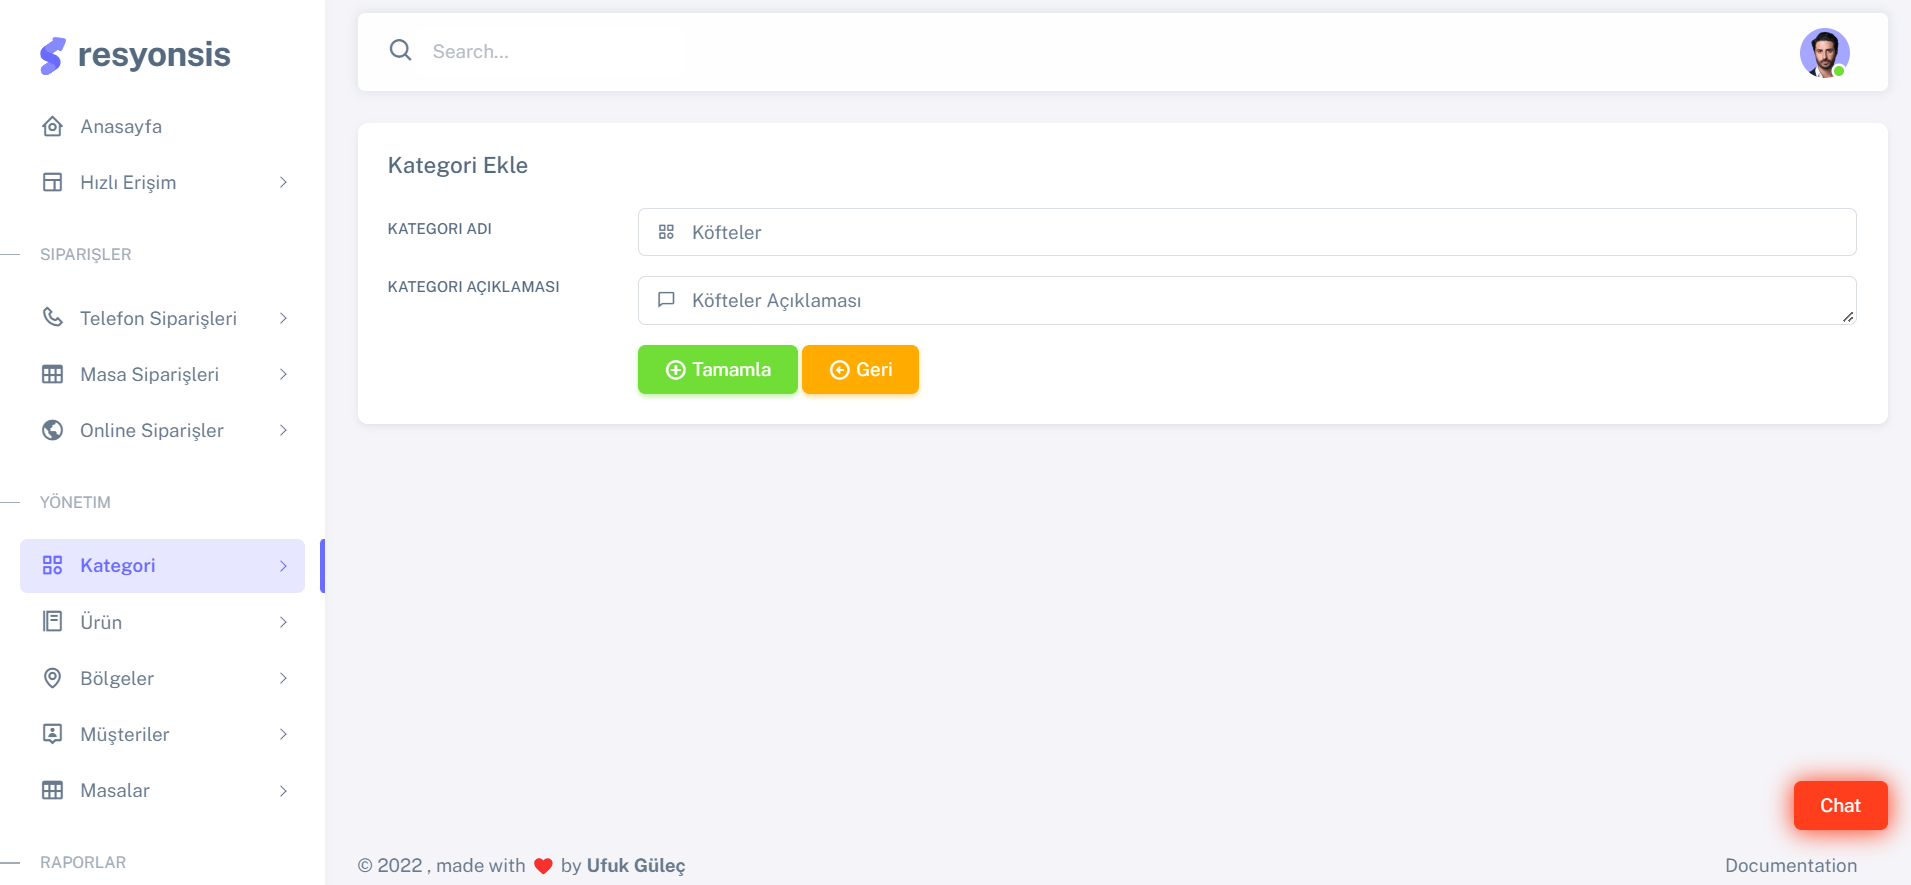 resyonsis
Search...
Anasayfa
Hızlı Erişim
SIPARIŞLER
Telefon Siparişleri
Masa Siparişleri
Online Siparişler
YÖNETIM
Kategori
Ürün
Bölgeler
Müşteriler
Masalar
RAPORLAR
Kategori Ekle
KATEGORI ADI
Köfteler
KATEGORI AÇIKLAMASI
Köfteler Açıklaması
Tamamla
Geri
Chat
© 2022 , made with ❤️ by Ufuk Güleç
Documentation